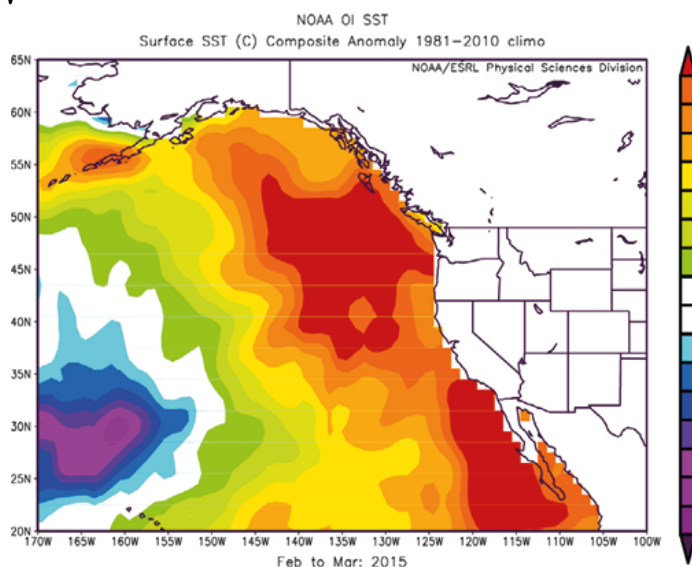 NOAA OI SST
Surface SST (C) Composite Anomaly 1981−2010 climo
NOAA/ESRL Physical Sciences Division
65N
60N
55N
50N
45N
40N
35N
30N
25N
20N
170W 165W 160W 155W 150W 145W 140W 135W 130W 125W 120W 115W 110W 105W 100W
Feb to Mar: 2015